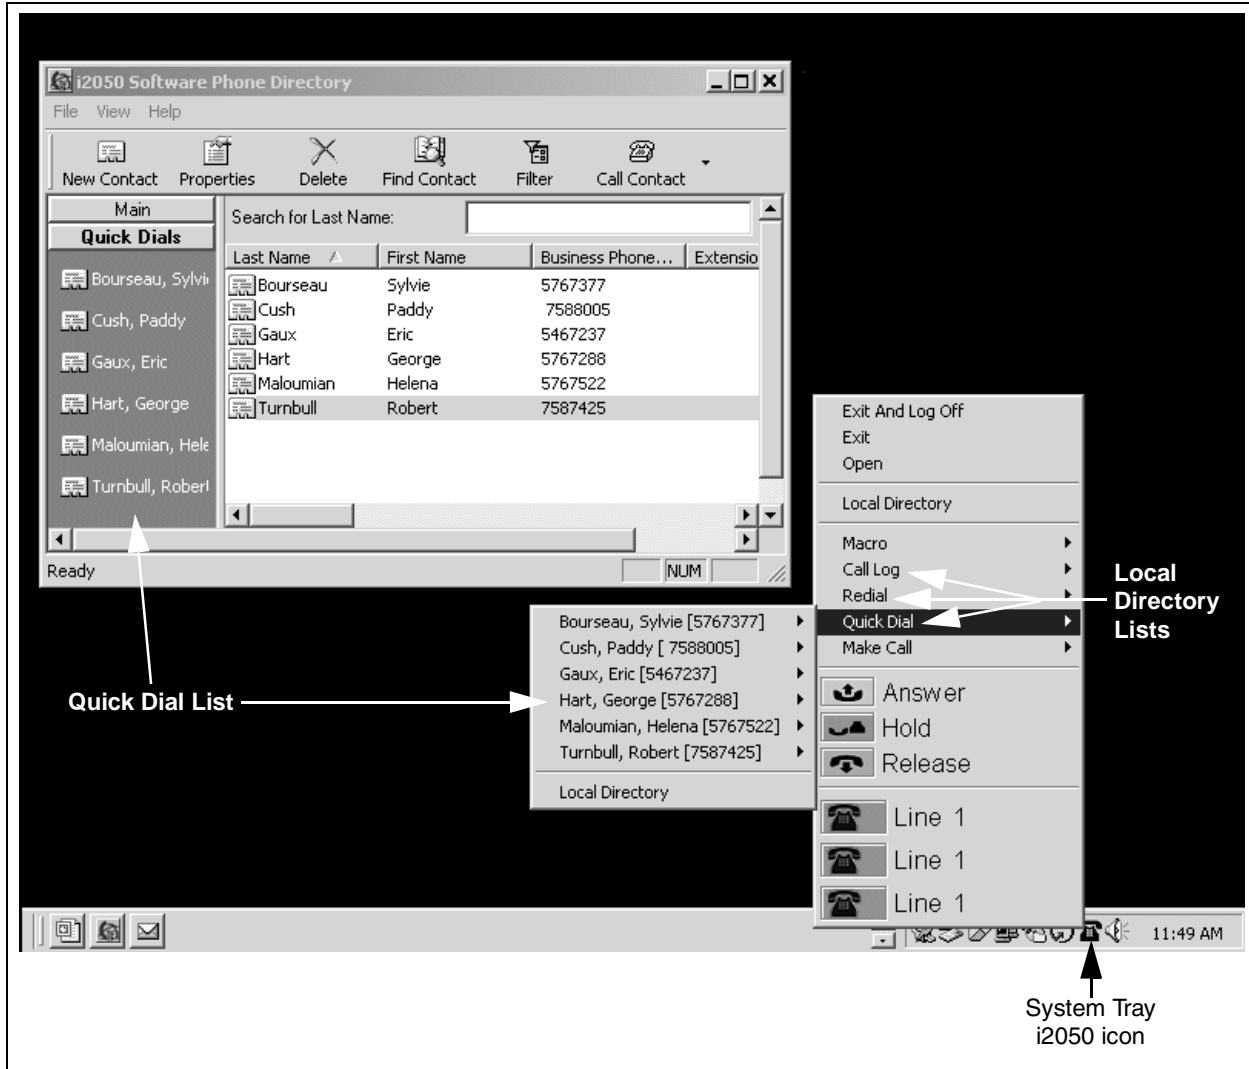 i2050 Software Phone Directory
File View Help
New Contact Properties Delete Find Contact Filter Call Contact
Main
Quick Dials
Bourseau, Sylvi
Cush, Paddy
Gaux, Eric
Hart, George
Maloumian, Hele
Turnbull, Robert
Search for Last Name:
Last Name First Name Business Phone... Extensio
Bourseau Sylvie 5767377
Cush Paddy 7588005
Gaux Eric 5467237
Hart George 5767288
Maloumian Helena 5767522
Turnbull Robert 7587425
Ready NUM
Exit And Log Off
Exit
Open
Local Directory
Macro
Call Log
Redial
Quick Dial
Make Call
Answer
Hold
Release
Line 1
Line 1
Line 1
Local
Directory
Lists
Bourseau, Sylvie [5767377]
Cush, Paddy [ 7588005]
Gaux, Eric [5467237]
Hart, George [5767288]
Maloumian, Helena [5767522]
Turnbull, Robert [7587425]
Local Directory
Quick Dial List
11:49 AM
System Tray
i2050 icon